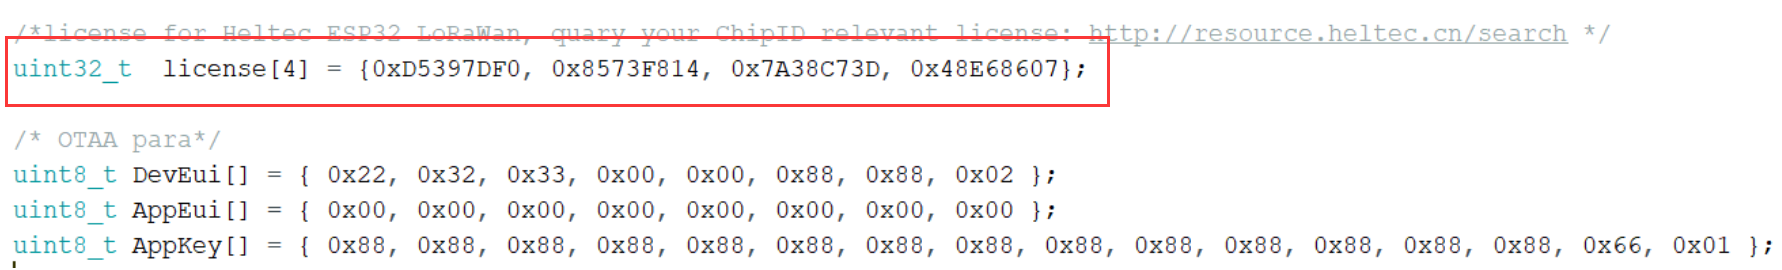 /*license for Heltec ESP32 LoRaWan, quary your ChipID relevant license: http://resource.heltec.cn/search */
uint32_t  license[4] = {0xD5397DF0, 0x8573F814, 0x7A38C73D, 0x48E68607};
/* OTAA para*/
uint8_t DevEui[] = { 0x22, 0x32, 0x33, 0x00, 0x00, 0x88, 0x88, 0x02 };
uint8_t AppEui[] = { 0x00, 0x00, 0x00, 0x00, 0x00, 0x00, 0x00, 0x00 };
uint8_t AppKey[] = { 0x88, 0x88, 0x88, 0x88, 0x88, 0x88, 0x88, 0x88, 0x88, 0x88, 0x88, 0x88, 0x88, 0x88, 0x66, 0x01 };